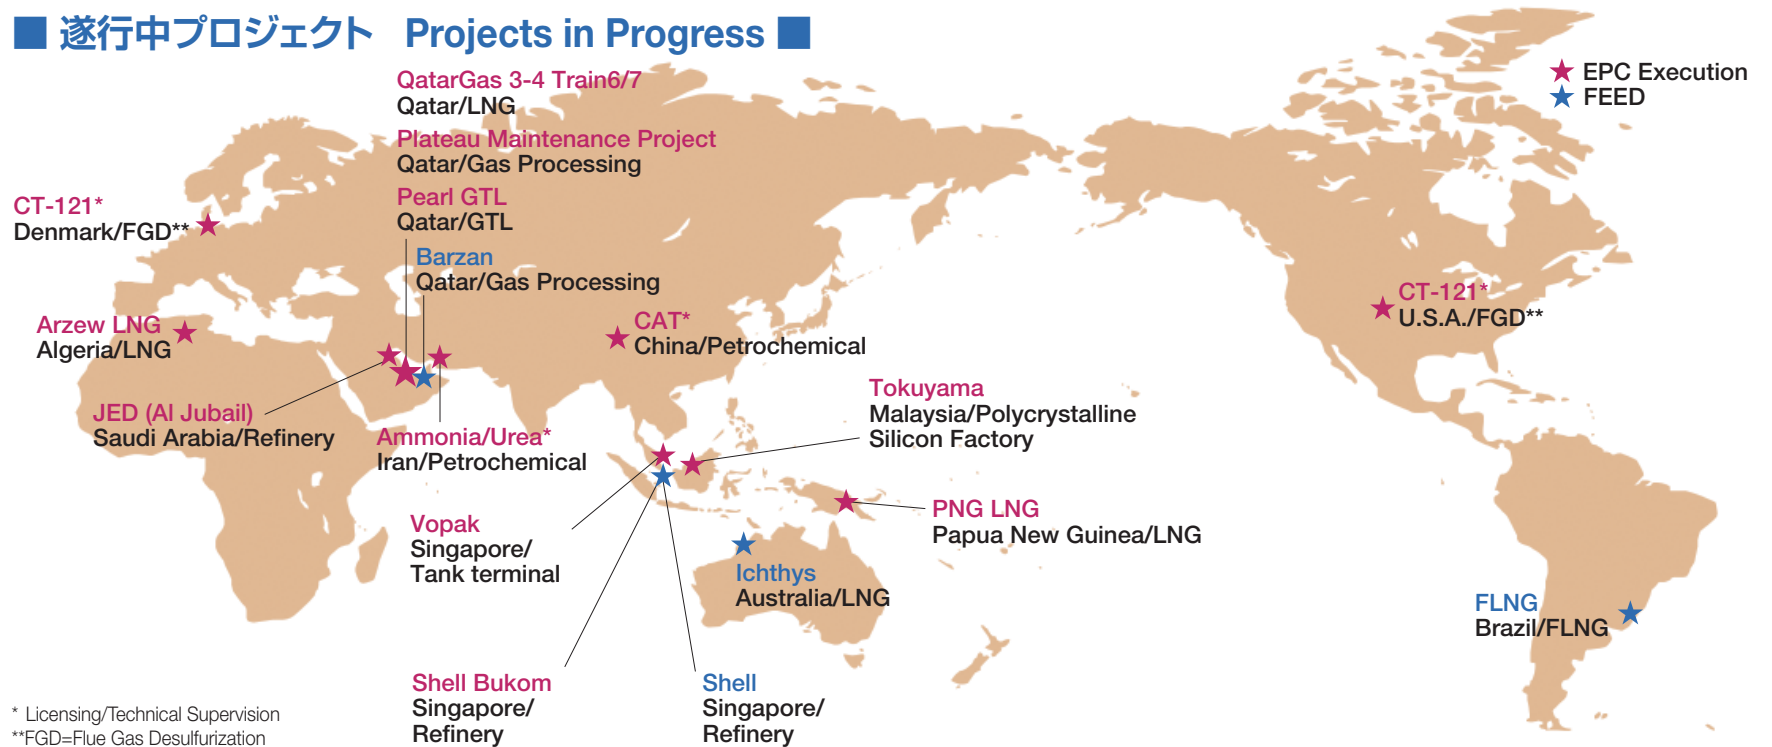 ■ 遂行中プロジェクト Projects in Progress ■
★ EPC Execution
★ FEED
QatarGas 3-4 Train6/7
Qatar/LNG
Plateau Maintenance Project
Qatar/Gas Processing
Pearl GTL
Qatar/GTL
Barzan
Qatar/Gas Processing
CT-121*
Denmark/FGD**
Arzew LNG
Algeria/LNG
JED (Al Jubail)
Saudi Arabia/Refinery
Ammonia/Urea*
Iran/Petrochemical
CAT*
China/Petrochemical
Tokuyama
Malaysia/Polycrystalline
Silicon Factory
CT-121*
U.S.A./FGD**
Vopak
Singapore/
Tank terminal
PNG LNG
Papua New Guinea/LNG
Ichthys
Australia/LNG
FLNG
Brazil/FLNG
Shell Bukom
Singapore/
Refinery
Shell
Singapore/
Refinery
* Licensing/Technical Supervision
**FGD=Flue Gas Desulfurization